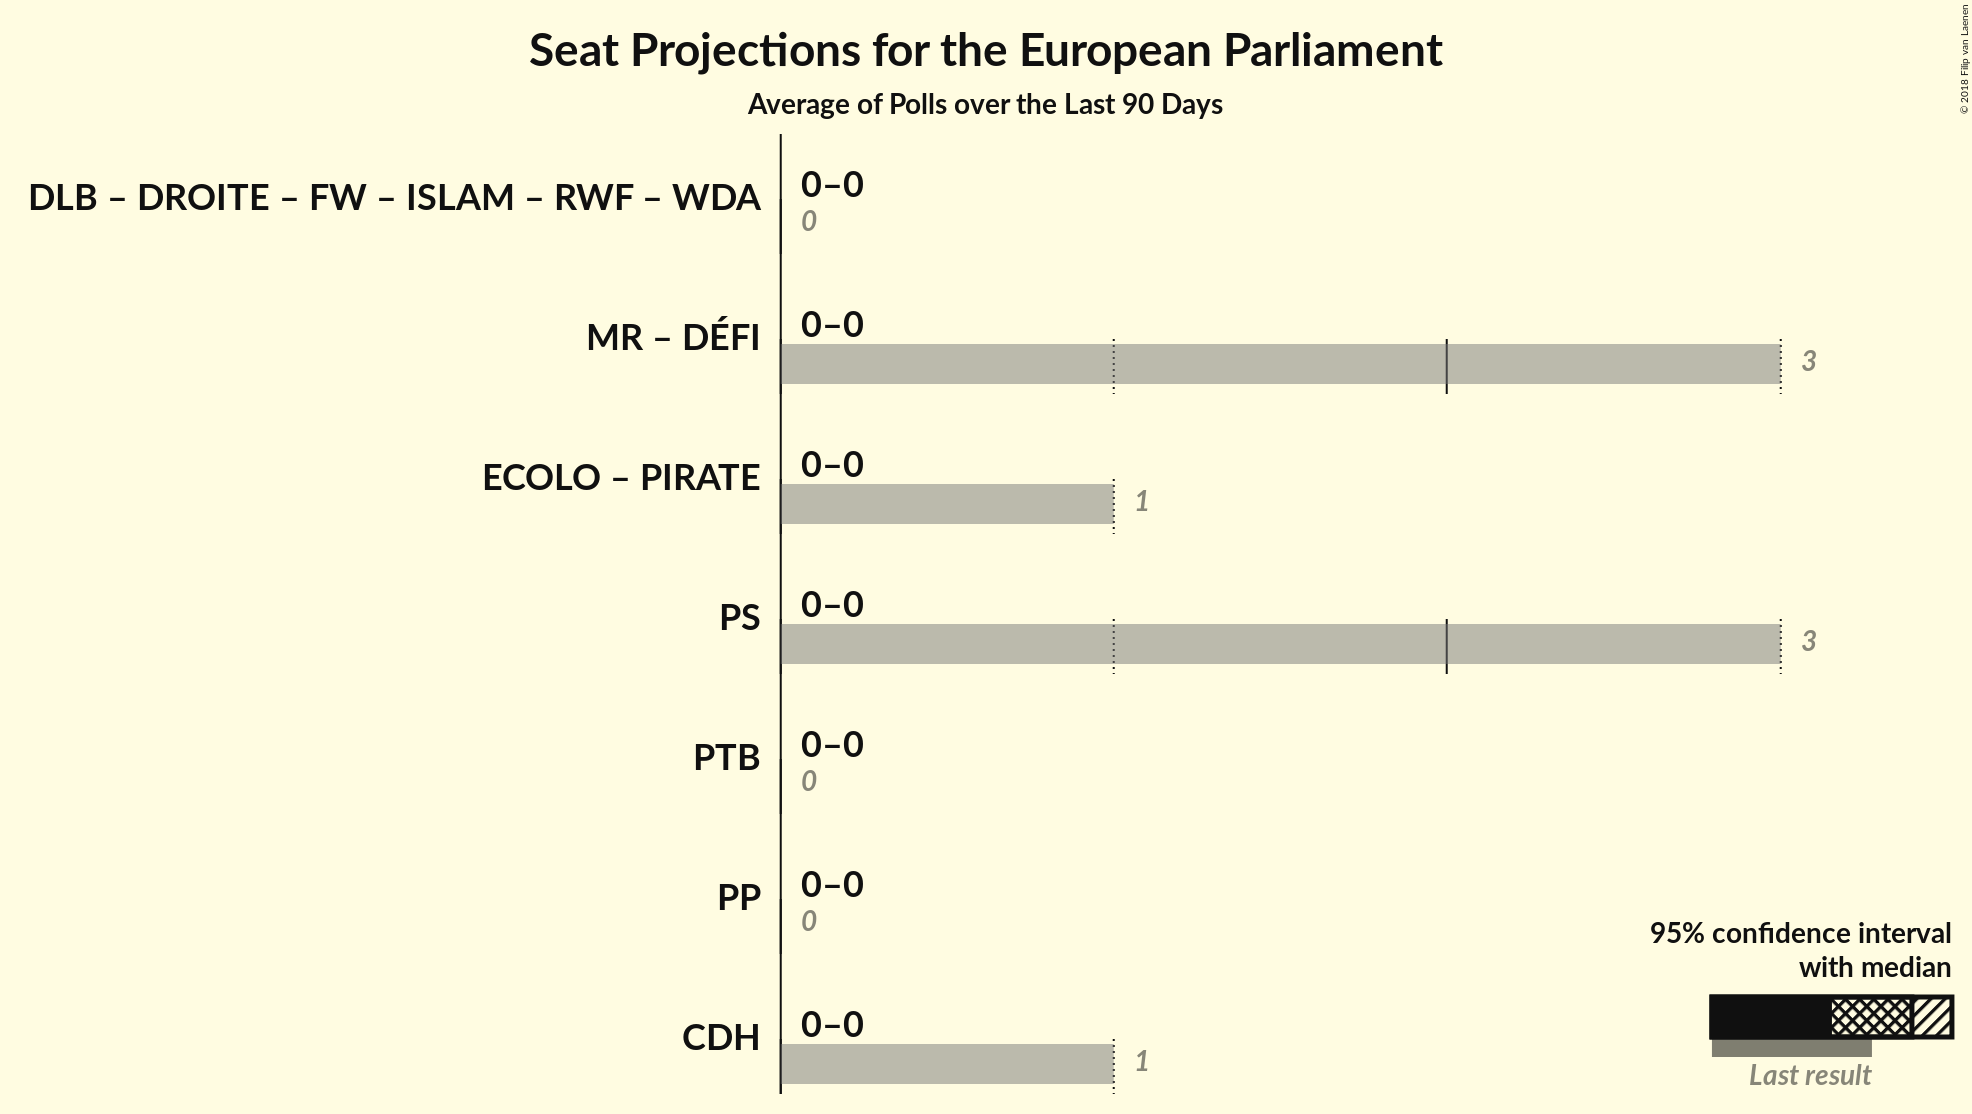 Seat Projections for the European Parliament
Average of Polls over the Last 90 Days
© 2018 Filip van Laenen
DLB – DROITE – FW – ISLAM – RWF – WDA
0–0
0
MR – DÉFI
0–0
3
ECOLO – PIRATE
0–0
1
PS
0–0
3
PTB
0–0
0
PP
0–0
0
CDH
0–0
1
95% confidence interval
with median
Last result